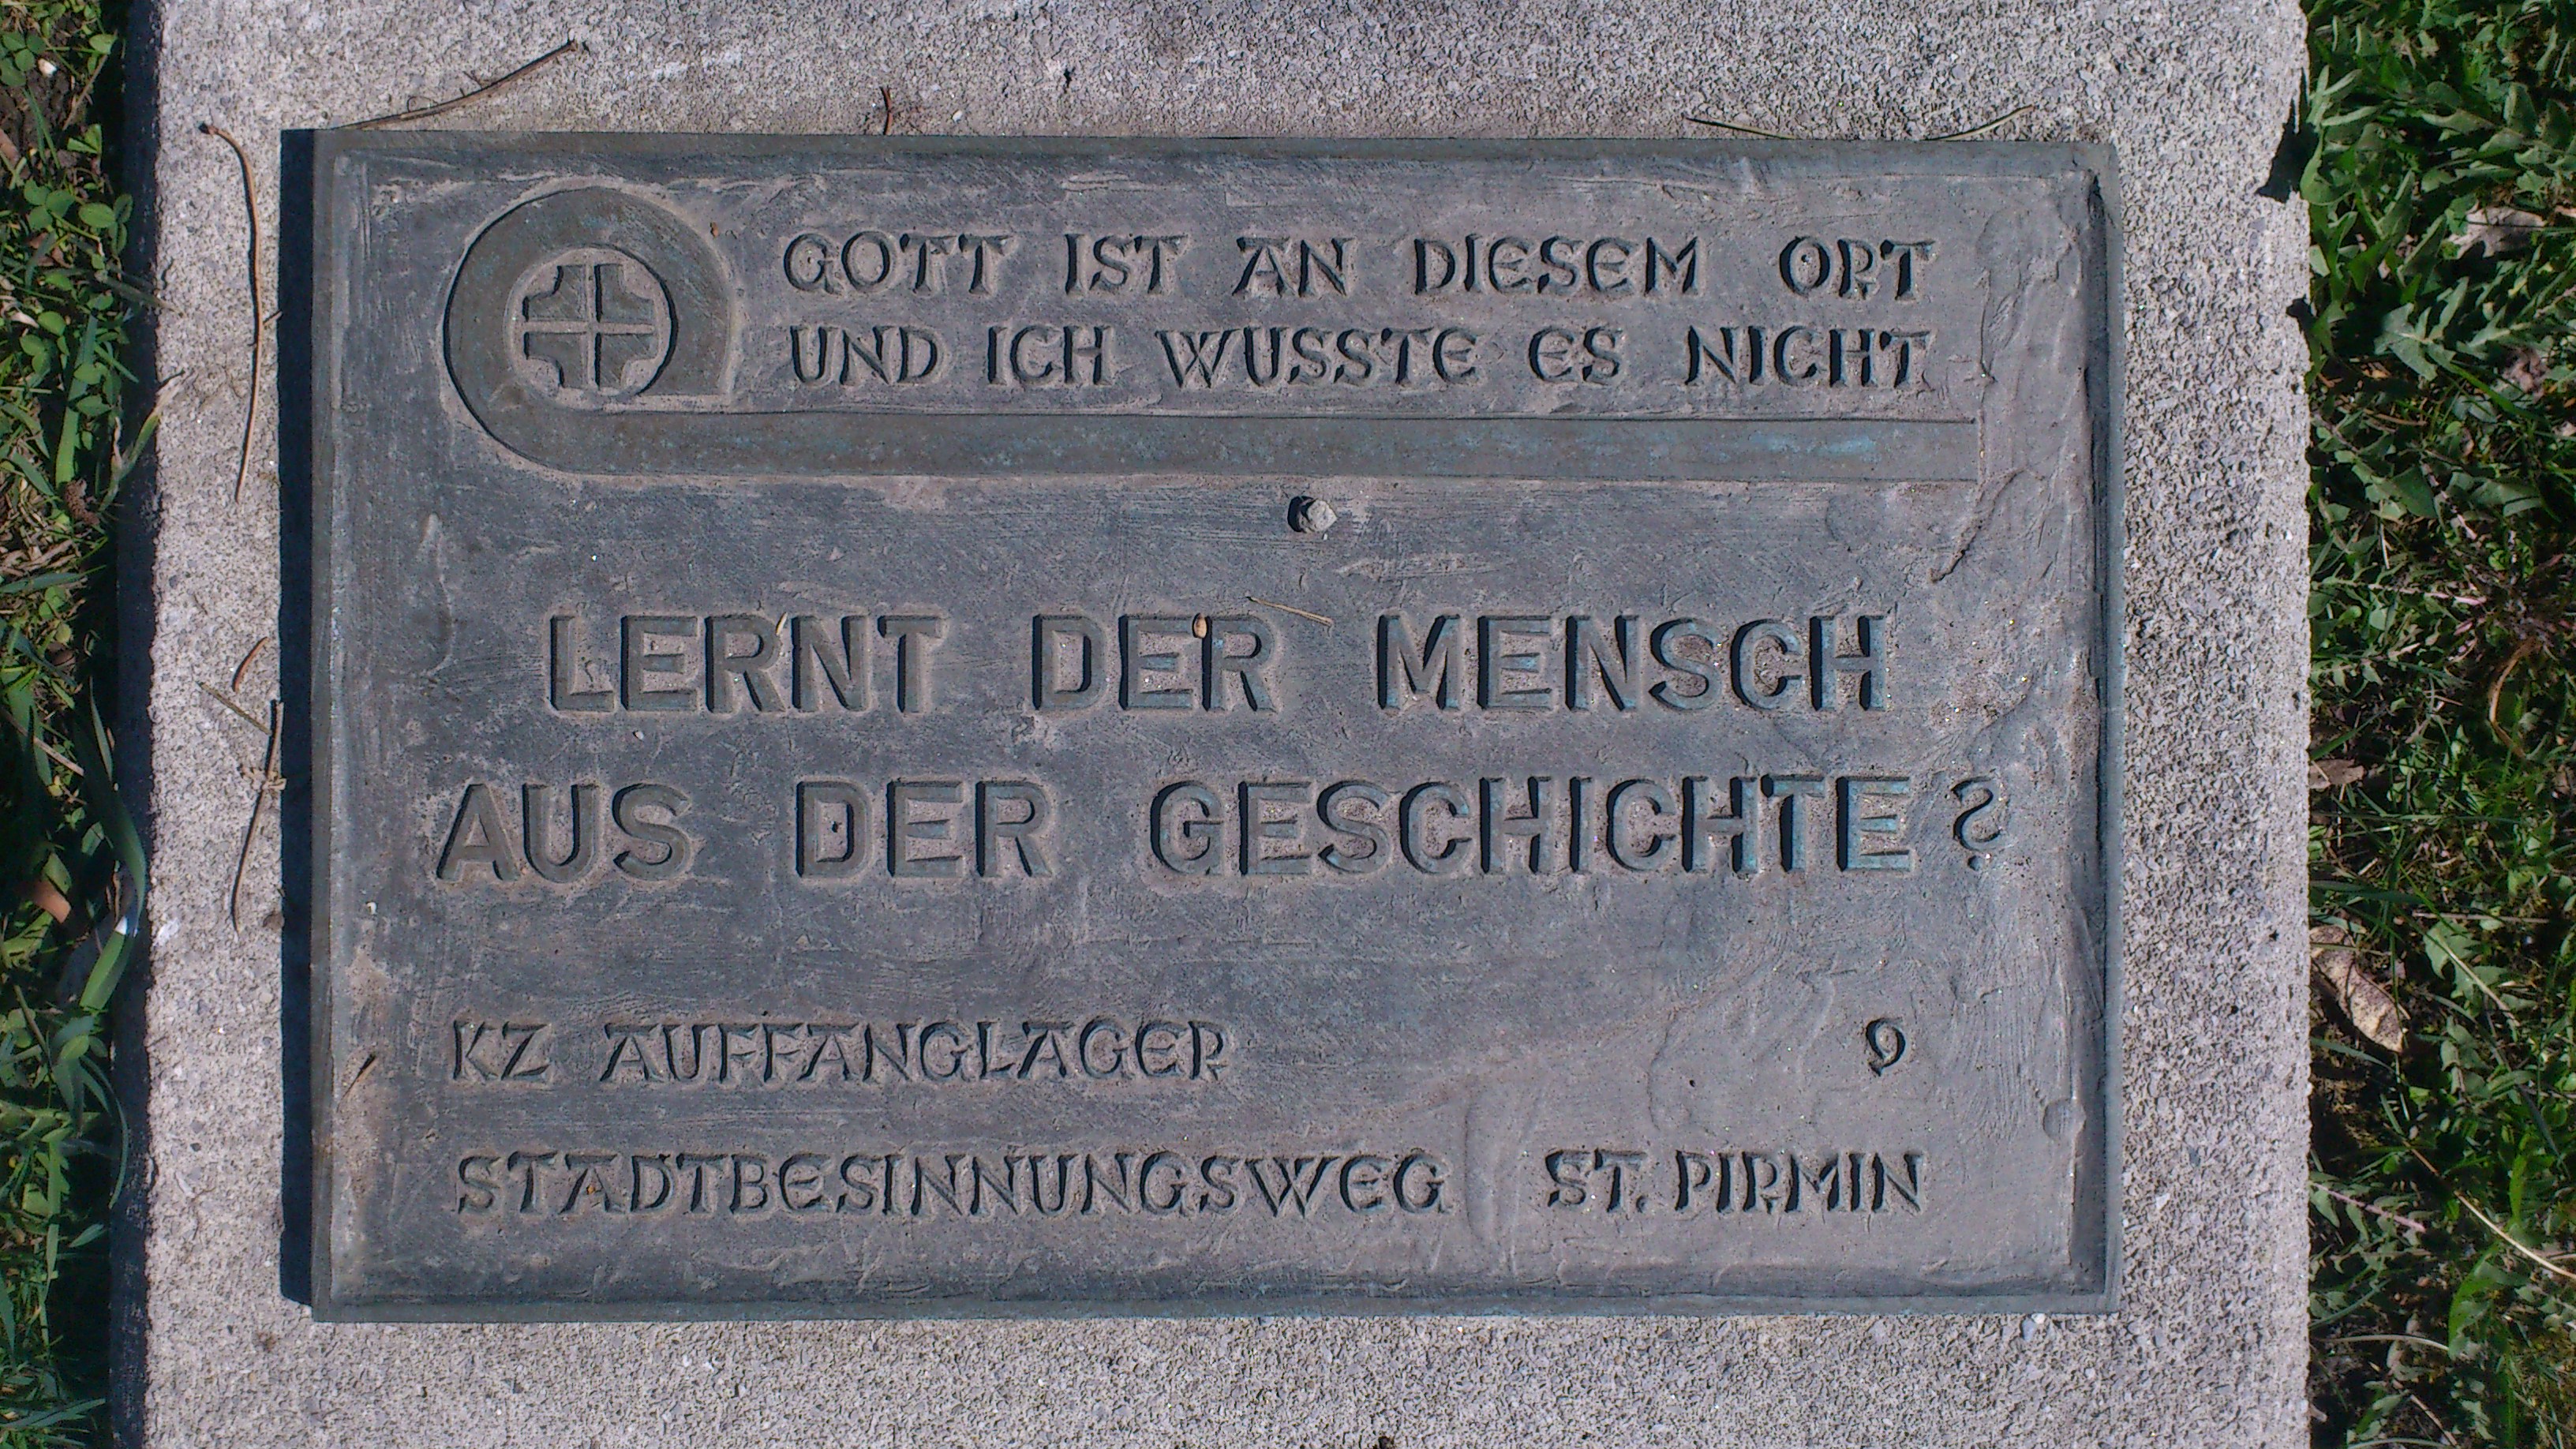 GOTT IST AN DIESEM ORT
UND ICH WUSSTE ES NICHT
LERNT DER MENSCH
AUS DER GESCHICHTE ?
KZ AUFFANGLAGER 9
STADTBESINNUNGSWEG ST. PIRMIN